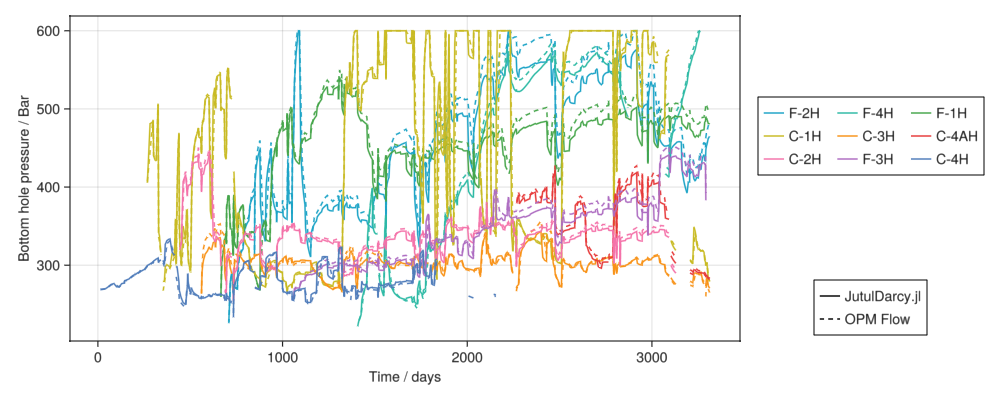 600
500
400
300
Bottom hole pressure / Bar
0 1000 2000 3000
Time / days
F-2H F-4H F-1H
C-1H C-3H C-4AH
C-2H F-3H C-4H
JutulDarcy.jl
OPM Flow